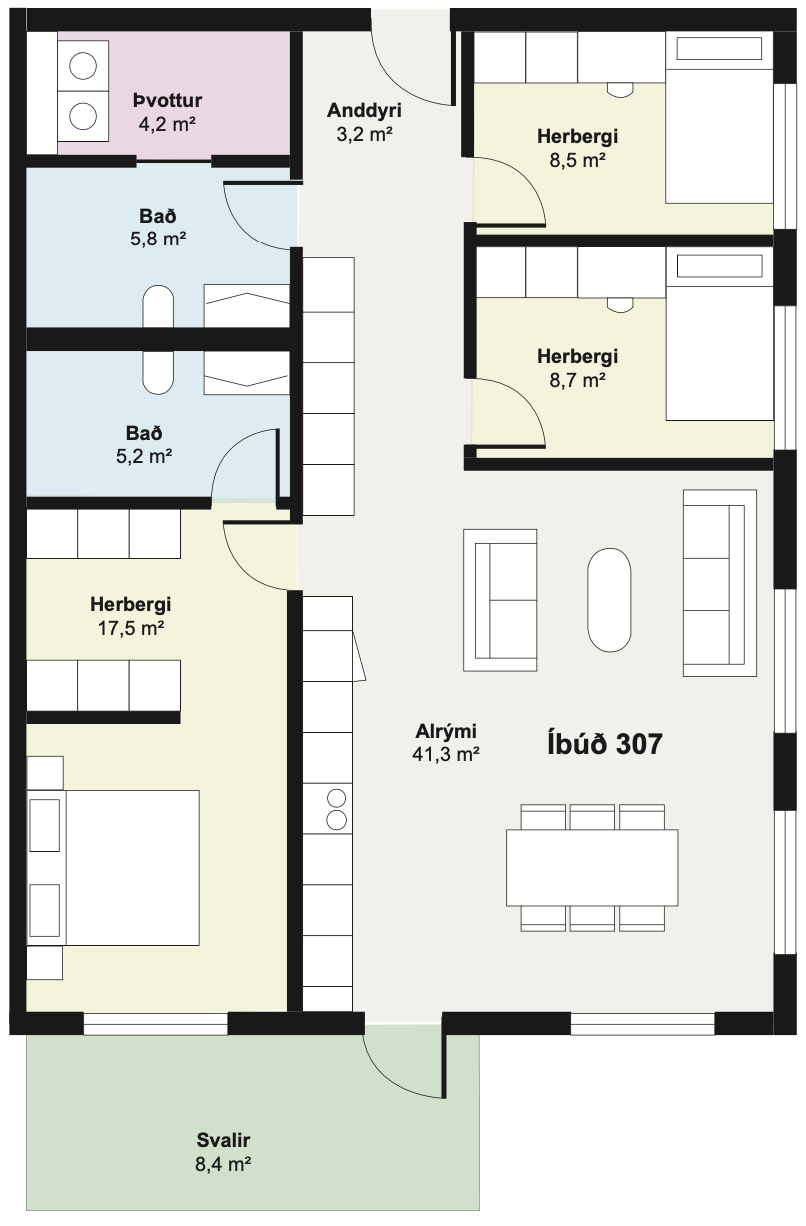 Þvottur
4,2 m²
Anddyri
3,2 m²
Herbergi
8,5 m²
Bað
5,8 m²
Herbergi
8,7 m²
Bað
5,2 m²
Herbergi
17,5 m²
Alrými
41,3 m²
Íbúð 307
Svalir
8,4 m²